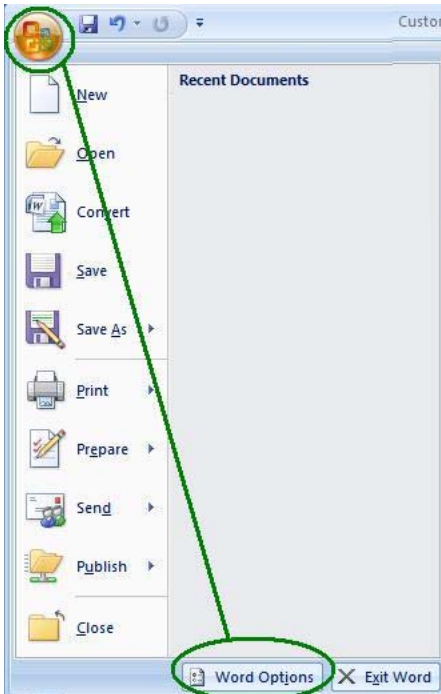 Custo
Recent Documents
New
Open
Convert
Save
Save As
Print
Prepare
Send
Publish
Close
Word Options
Exit Word